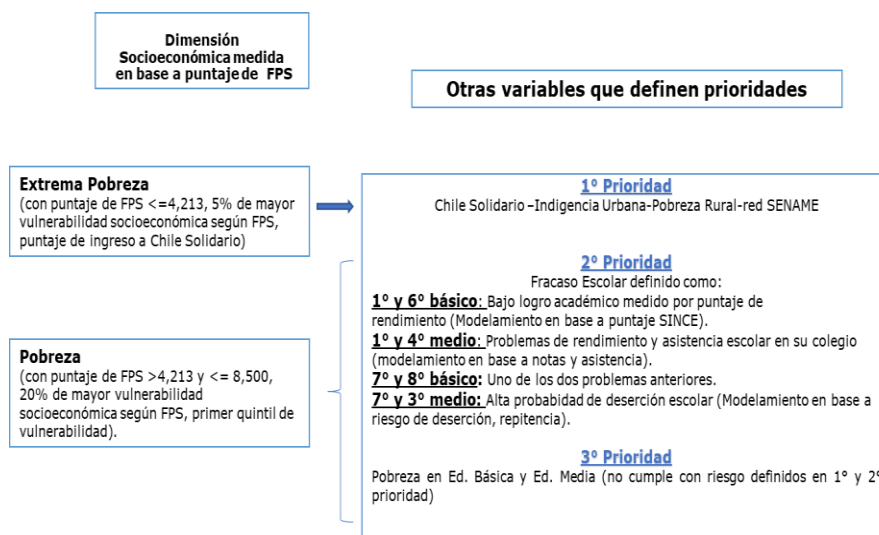 Dimensión
Socioeconómica medida
en base a puntaje de FPS
Otras variables que definen prioridades
Extrema Pobreza
(con puntaje de FPS <=4,213, 5% de mayor
vulnerabilidad socioeconómica según FPS,
puntaje de ingreso a Chile Solidario)
1º Prioridad
Chile Solidario –Indigencia Urbana-Pobreza Rural-red SENAME
2º Prioridad
Fracaso Escolar definido como:
1º y 6º básico: Bajo logro académico medido por puntaje de
rendimiento (Modelamiento en base a puntaje SINCE).
1º y 4º medio: Problemas de rendimiento y asistencia escolar en su colegio
(modelamiento en base a notas y asistencia).
7º y 8º básico: Uno de los dos problemas anteriores.
7º y 3º medio: Alta probabidad de deserción escolar (Modelamiento en base a
riesgo de deserción, repitencia).
Pobreza
(con puntaje de FPS >4,213 y <= 8,500,
20% de mayor vulnerabilidad
socioeconómica según FPS, primer quintil de
vulnerabilidad).
3º Prioridad
Pobreza en Ed. Básica y Ed. Media (no cumple con riesgo definidos en 1° y 2°
prioridad)